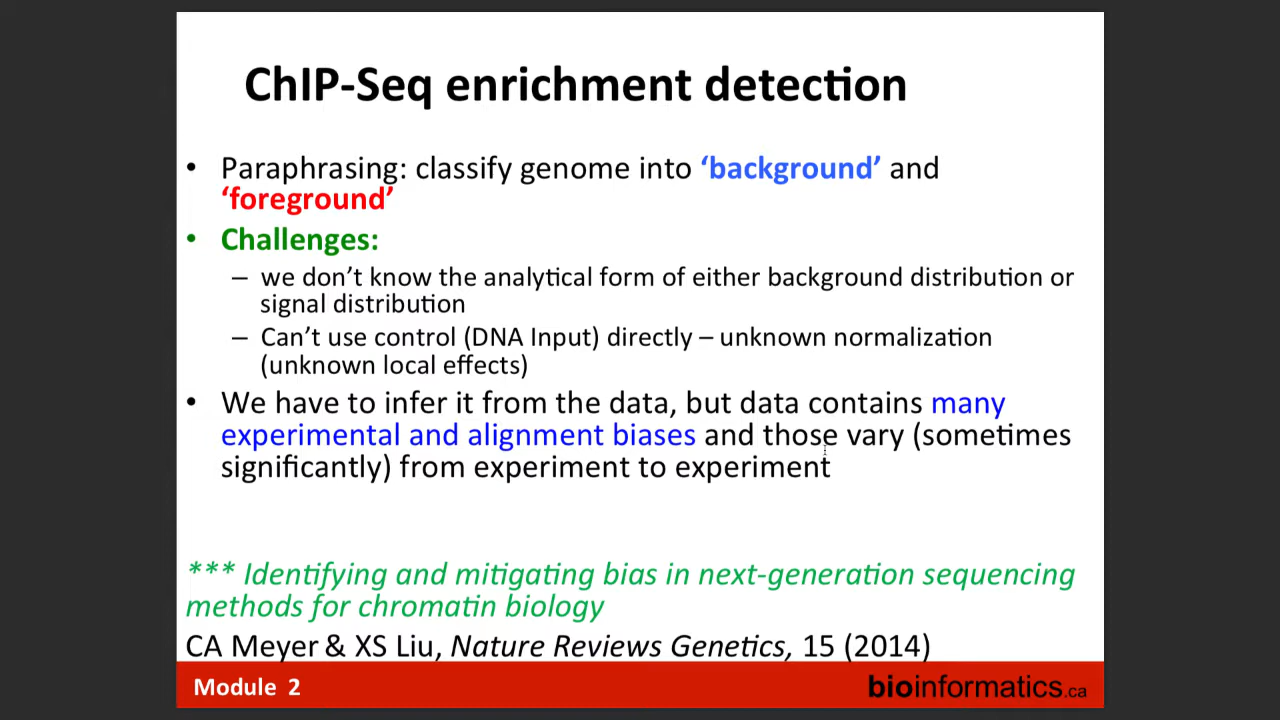 ChIP-Seq enrichment detection
• Paraphrasing: classify genome into ‘background’ and
‘foreground’
• Challenges:
– we don’t know the analytical form of either background distribution or
signal distribution
– Can’t use control (DNA Input) directly – unknown normalization
(unknown local effects)
• We have to infer it from the data, but data contains many
experimental and alignment biases and those vary (sometimes
significantly) from experiment to experiment
*** Identifying and mitigating bias in next-generation sequencing
methods for chromatin biology
CA Meyer & XS Liu, Nature Reviews Genetics, 15 (2014)
Module 2
bioinformatics.ca